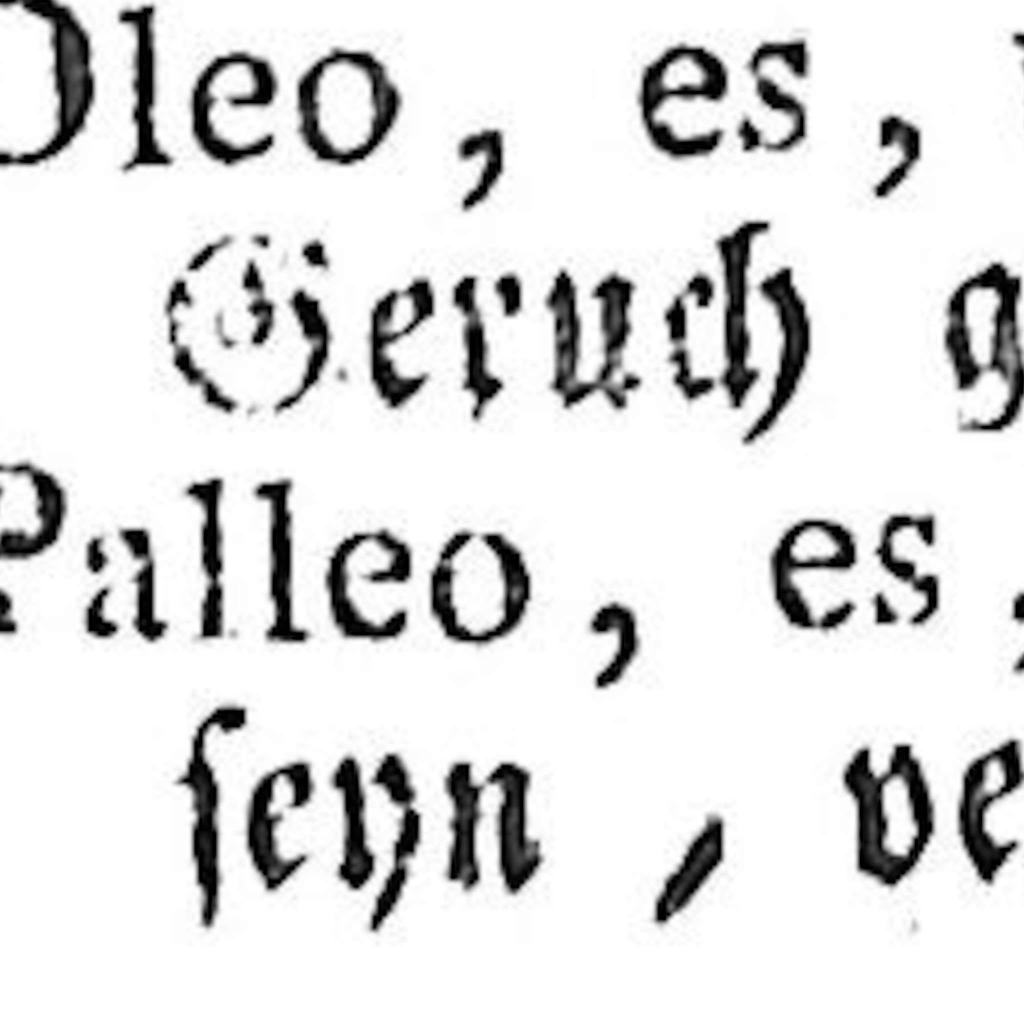 Oleo, es,
Geruch g
Palleo, es,
ſeyn, ve